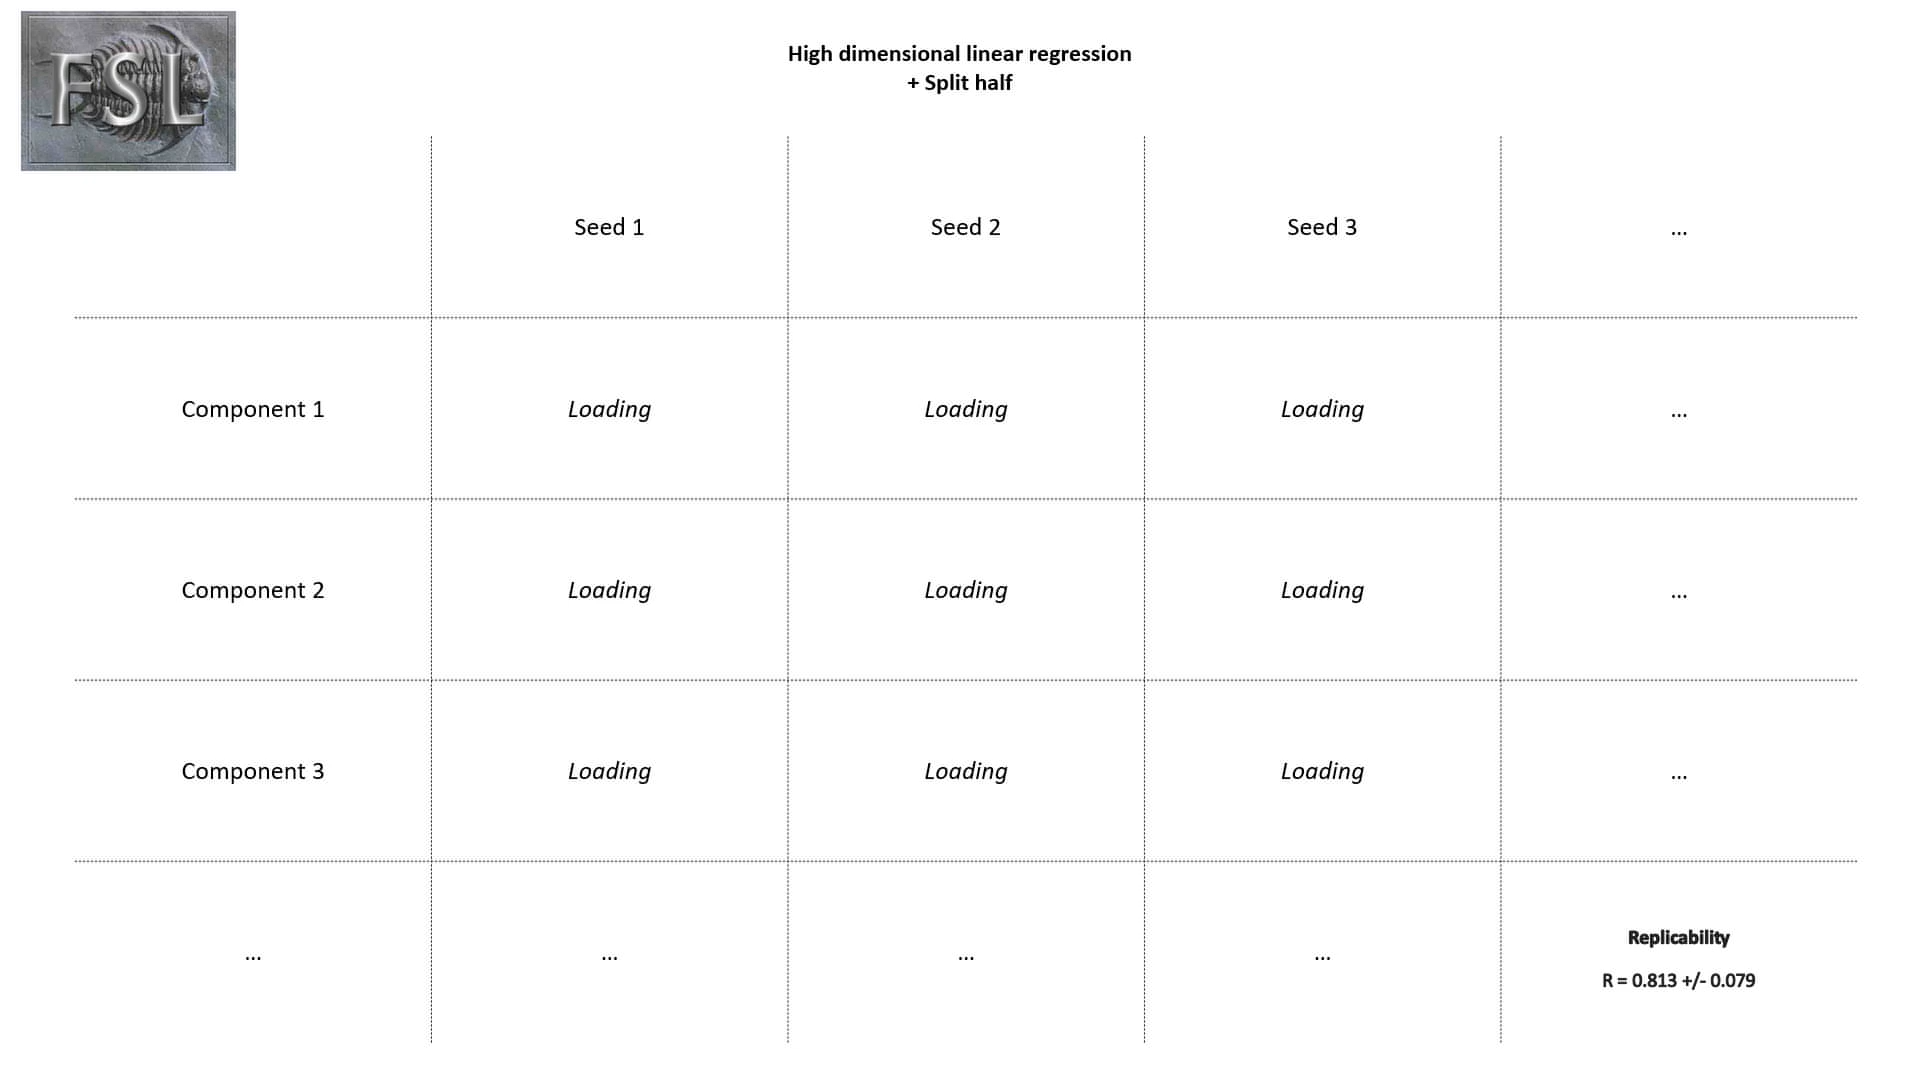 FSL
High dimensional linear regression
+ Split half
Seed 1 Seed 2 Seed 3 ...
Component 1 Loading Loading Loading ...
Component 2 Loading Loading Loading ...
Component 3 Loading Loading Loading ...
... ... ... ...
Replicability
R = 0.813 +/- 0.079